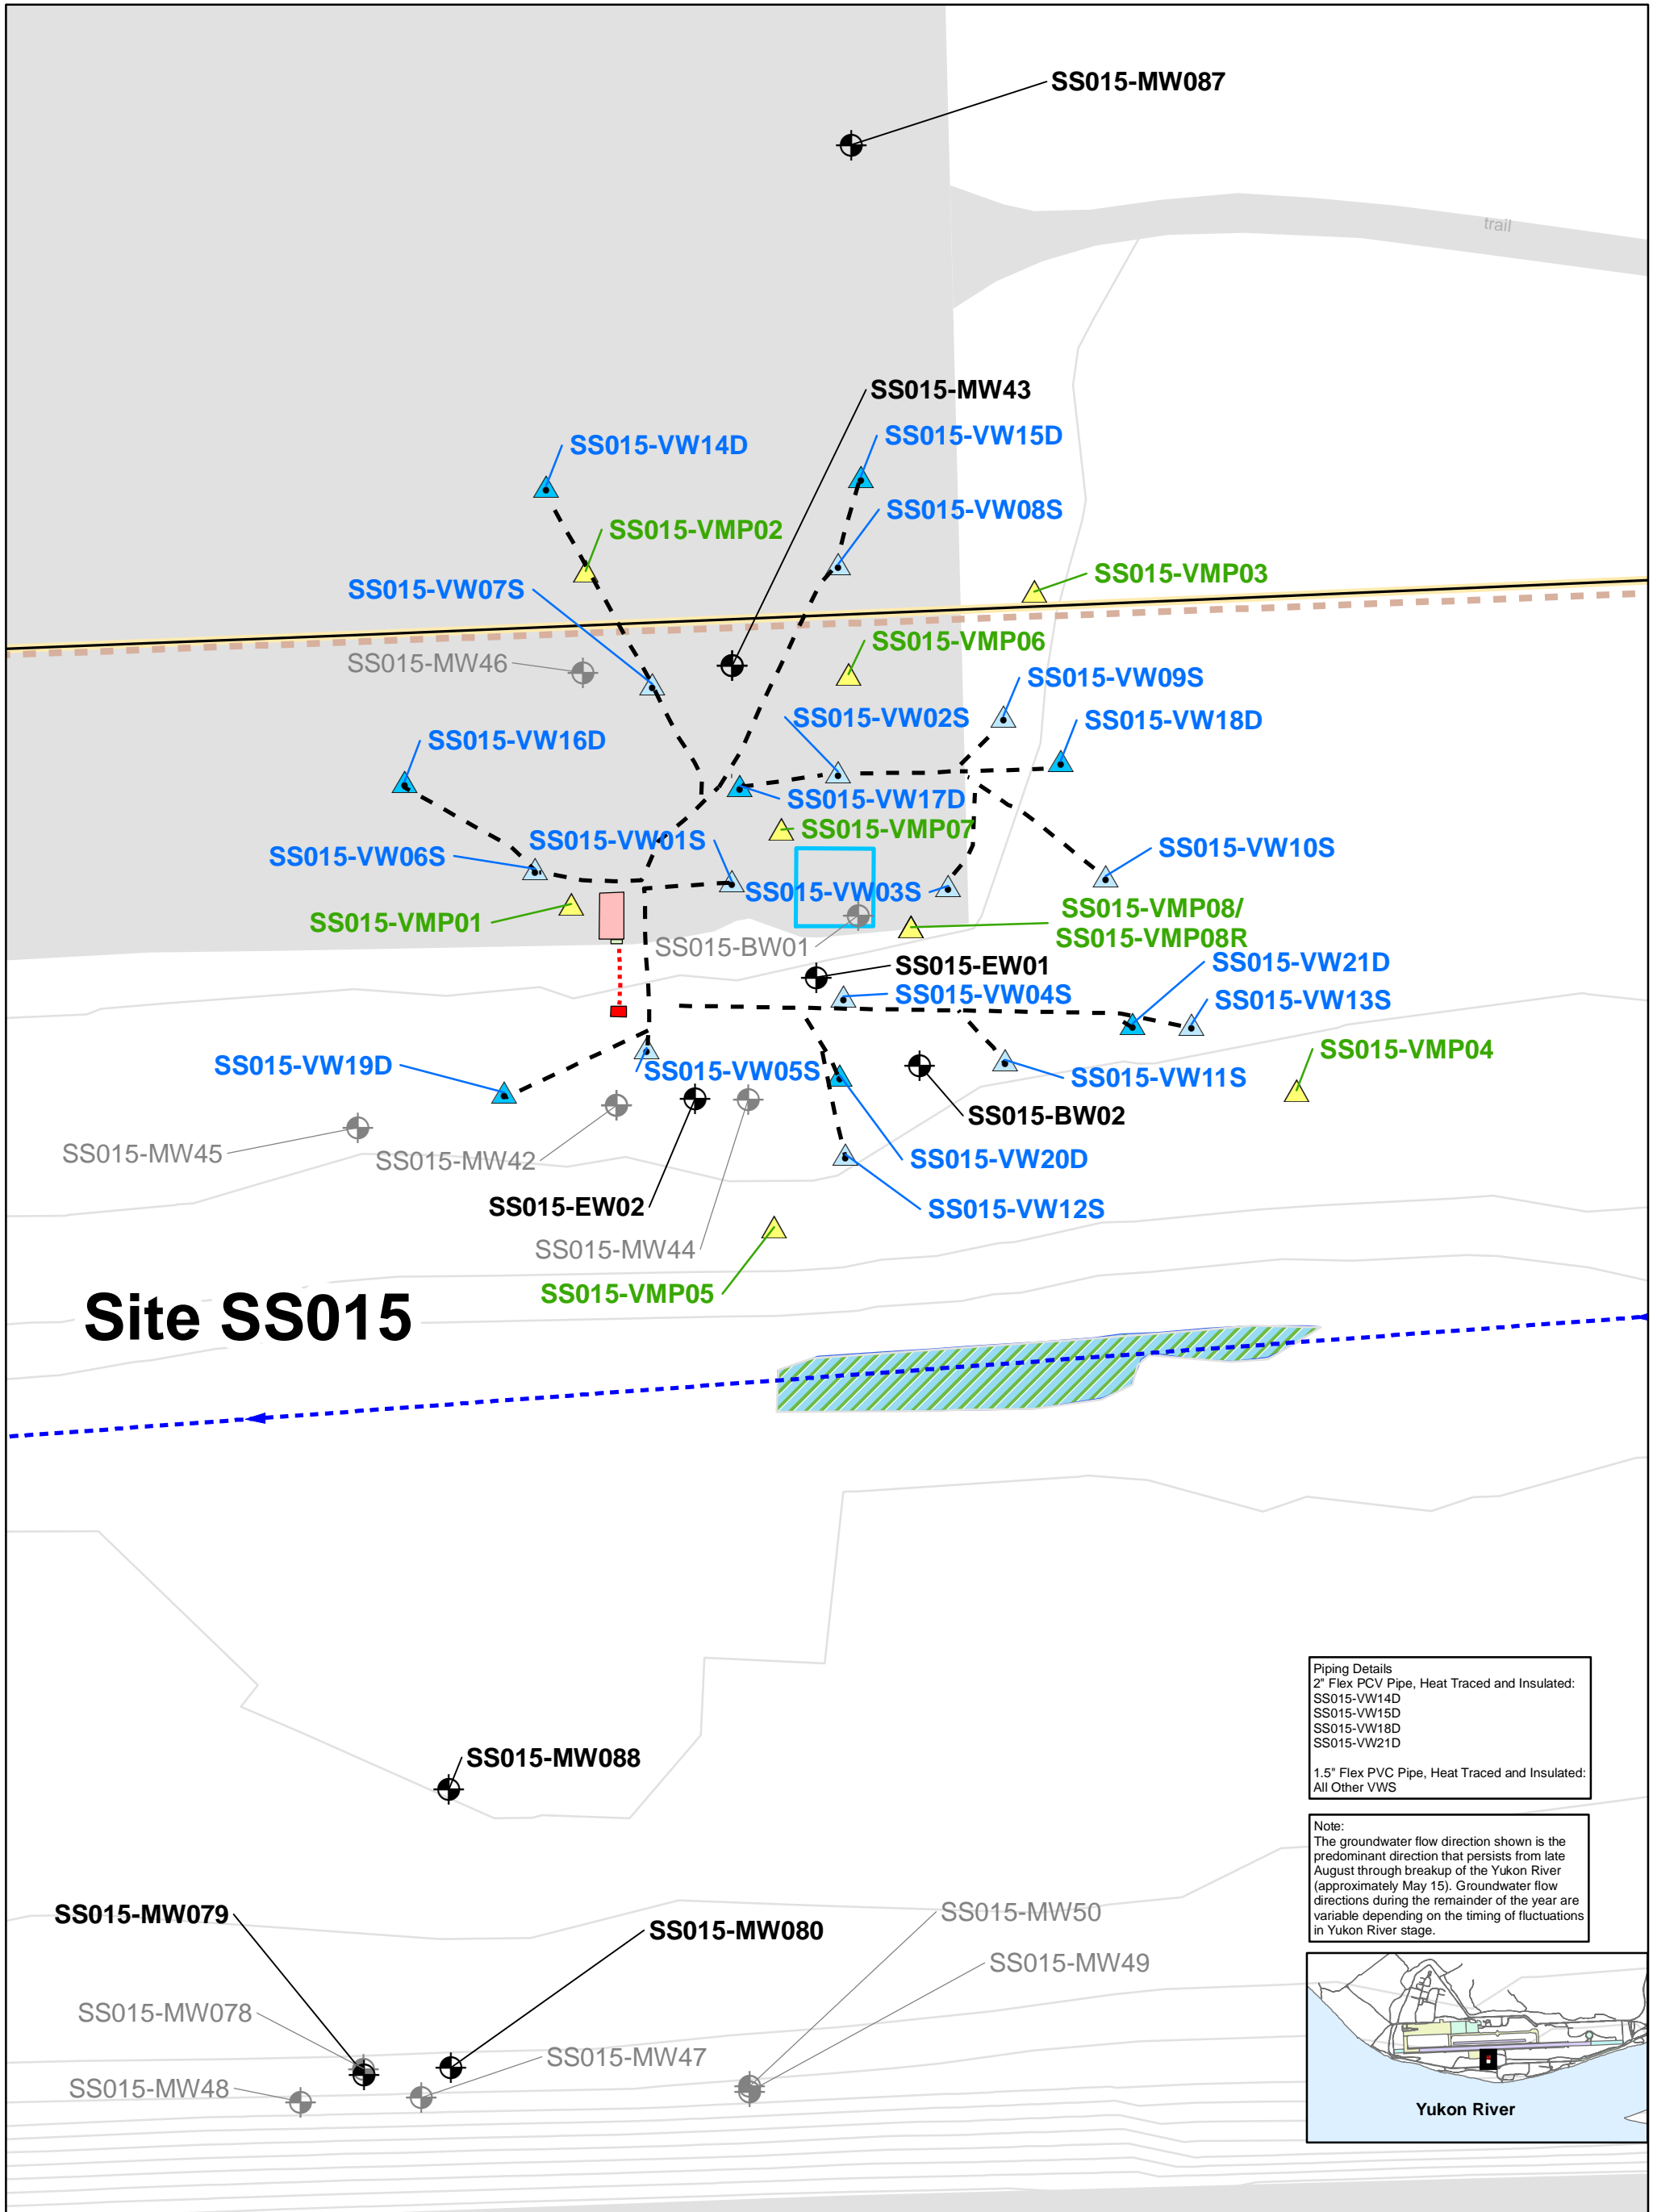 SS015-MW087
trail
SS015-MW43
SS015-VW14D
SS015-VW15D
SS015-VW08S
SS015-VMP02
SS015-VMP03
SS015-VW07S
SS015-VMP06
SS015-MW46
SS015-VW09S
SS015-VW02S
SS015-VW18D
SS015-VW16D
SS015-VW17D
SS015-VMP07
SS015-VW01S
SS015-VW06S
SS015-VW10S
SS015-VW03S
SS015-VMP01
SS015-VMP08/
SS015-VMP08R
SS015-BW01
SS015-EW01
SS015-VW21D
SS015-VW04S
SS015-VW13S
SS015-VMP04
SS015-VW19D
SS015-VW05S
SS015-VW11S
SS015-BW02
SS015-MW45
SS015-MW42
SS015-VW20D
SS015-EW02
SS015-VW12S
SS015-MW44
SS015-VMP05
Site SS015
Piping Details
2" Flex PCV Pipe, Heat Traced and Insulated:
SS015-VW14D
SS015-VW15D
SS015-VW18D
SS015-VW21D
1.5" Flex PVC Pipe, Heat Traced and Insulated:
All Other VWS
SS015-MW088
Note:
The groundwater flow direction shown is the
predominant direction that persists from late
August through breakup of the Yukon River
(approximately May 15). Groundwater flow
directions during the remainder of the year are
variable depending on the timing of fluctuations
in Yukon River stage.
SS015-MW079
SS015-MW080
SS015-MW50
SS015-MW49
SS015-MW078
SS015-MW47
SS015-MW48
Yukon River